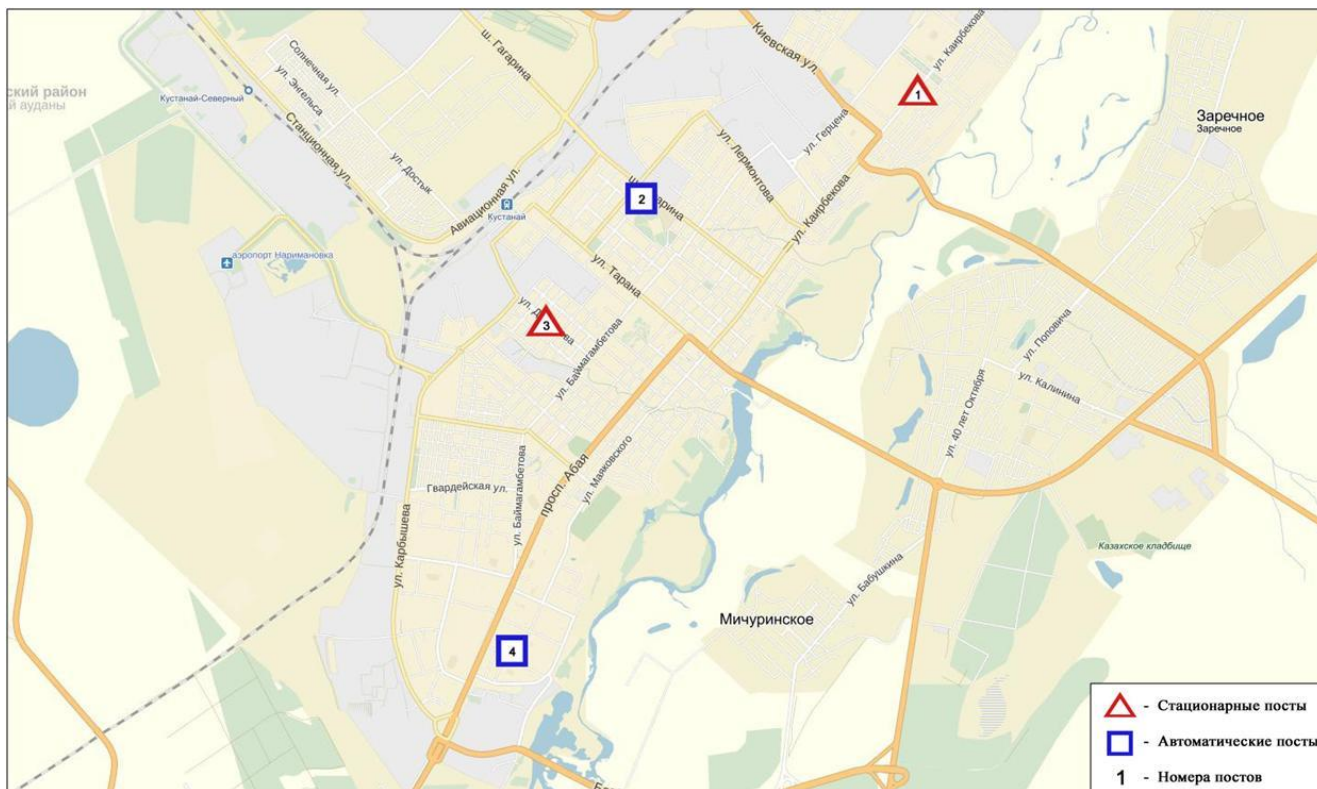 Киевская ул.
ул. Каирбекова
ш. Гагарина
Солнечная ул.
ул. Энгельса
Кустанай-Северный
ский район
й ауданы
1
Заречное
Заречное
Станционная ул.
ул. Достык
Авиационная ул.
ул. Герцена
ул. Лермонтова
2
Кустанай
ул. Каирбекова
аэропорт Наримановка
ул. Тарана
3
ул. Баймагамбетова
ул. Поповича
ул. Калинина
ул. 40 лет Октября
просп. Абая
ул. Маяковского
Гвардейская ул.
ул. Баймагамбетова
ул. Карбышева
Казахское кладбище
ул. Бабушкина
Мичуринское
4
- Стационарные посты
- Автоматические посты
1 - Номера постов